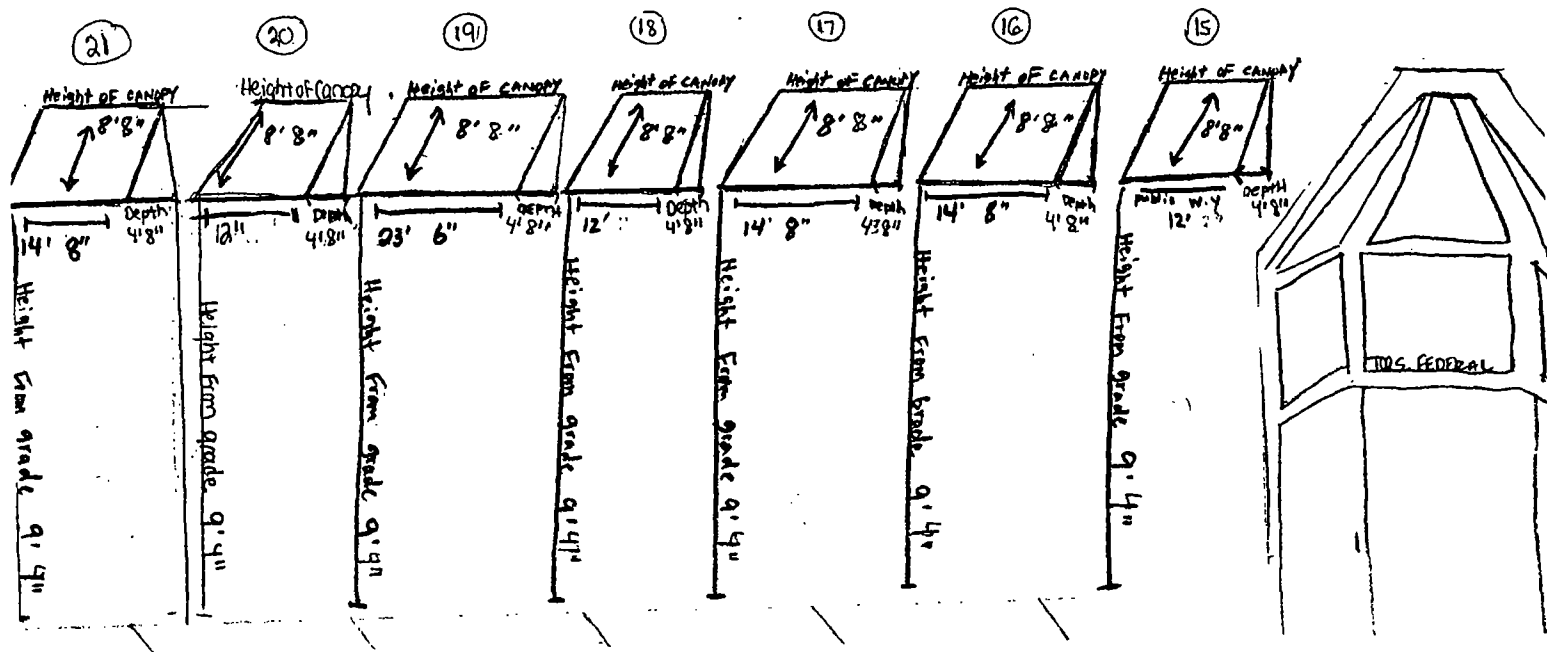 21
20
19
18
17
16
15
Height OF CANOPY
Height of Canopy
Height OF CANOPY
Height of CANOPY
Height OF CANOPY
Height OF CANOPY
Height OF CANOPY
8'8"
8'8"
8'8"
8'8"
8'8"
8'8"
8'8"
14' 8"
Depth
4'8"
12"
Depth
4'8"
23' 6"
Depth
4'8"
12'
Depth
4'8"
14' 8"
Depth
4'8"
14' 8"
Depth
4'8"
12'
Depth
4'8"
Height From grade 9' 4"
Height From grade 9'4"
Height From grade 9'4"
Height From grade 9'4"
Height From grade 9'4"
Height From grade 9'4"
Height From grade 9'4"
FEDERAL